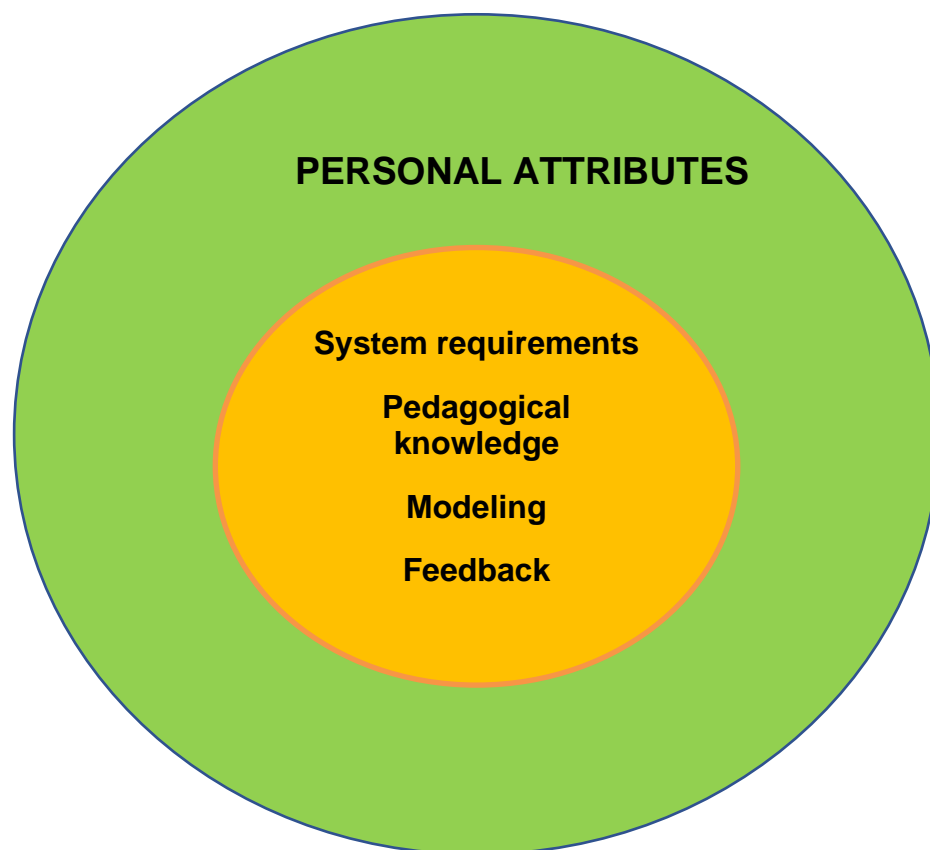 PERSONAL ATTRIBUTES
System requirements
Pedagogical
knowledge
Modeling
Feedback